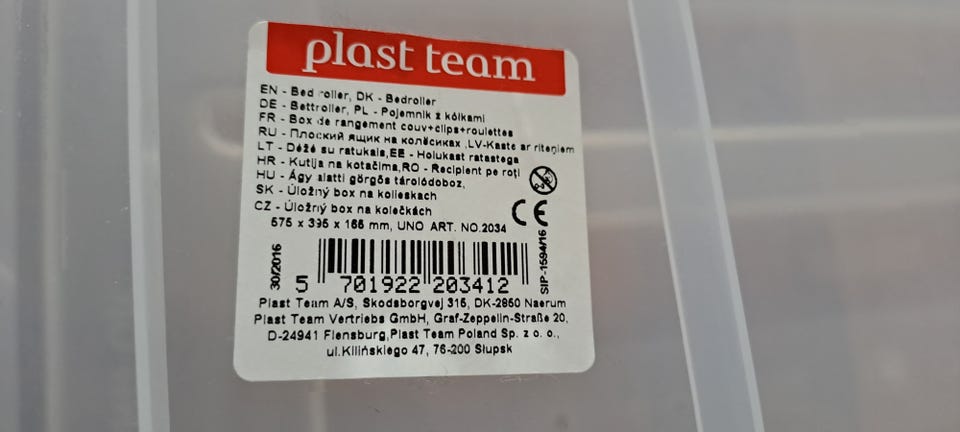 plast team
EN - Bed roller, DK - Bedroller
DE - Bettroller, PL - Pojemnik z kółkami
FR - Box de rangement couv+clips+roulettes
RU - Плоский ящик на колёсиках ,LV-Kaste ar riteņiem
LT - Dėžė su ratukais,EE - Holukast ratastega
HR - Kutija na kotačima,RO - Recipient pe roți
HU - Ágy alatti görgős tárolódoboz,
SK - Úložný box na kolieskach
CZ - Úložný box na kolečkách
575 x 395 x 165 mm, UNO ART. NO.2034
CE
30/2016
SIP-1594/16
5 701922 203412
Plast Team A/S, Skodsborgvej 315, DK-2850 Naerum
Plast Team Vertriebs GmbH, Graf-Zeppelin-Straße 20,
D-24941 Flensburg,Plast Team Poland Sp. z o. o.,
ul.Kilińskiego 47, 76-200 Słupsk